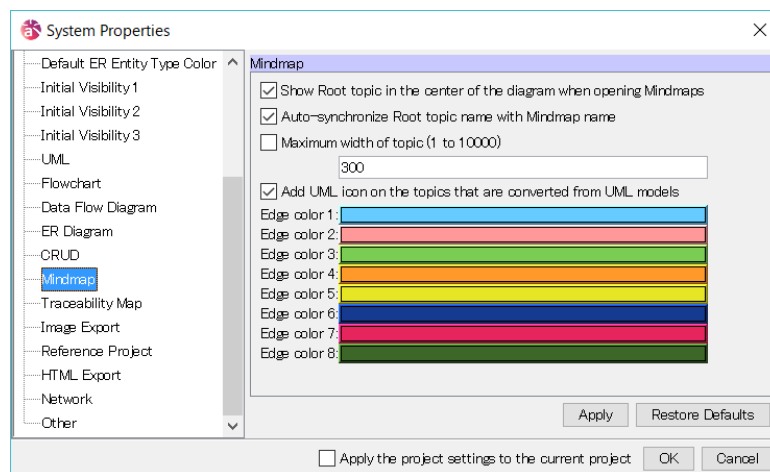 System Properties
Default ER Entity Type Color
Initial Visibility 1
Initial Visibility 2
Initial Visibility 3
UML
Flowchart
Data Flow Diagram
ER Diagram
CRUD
Mindmap
Traceability Map
Image Export
Reference Project
HTML Export
Network
Other
Mindmap
Show Root topic in the center of the diagram when opening Mindmaps
Auto-synchronize Root topic name with Mindmap name
Maximum width of topic (1 to 10000)
300
Add UML icon on the topics that are converted from UML models
Edge color 1:
Edge color 2:
Edge color 3:
Edge color 4:
Edge color 5:
Edge color 6:
Edge color 7:
Edge color 8:
Apply Restore Defaults
Apply the project settings to the current project OK Cancel